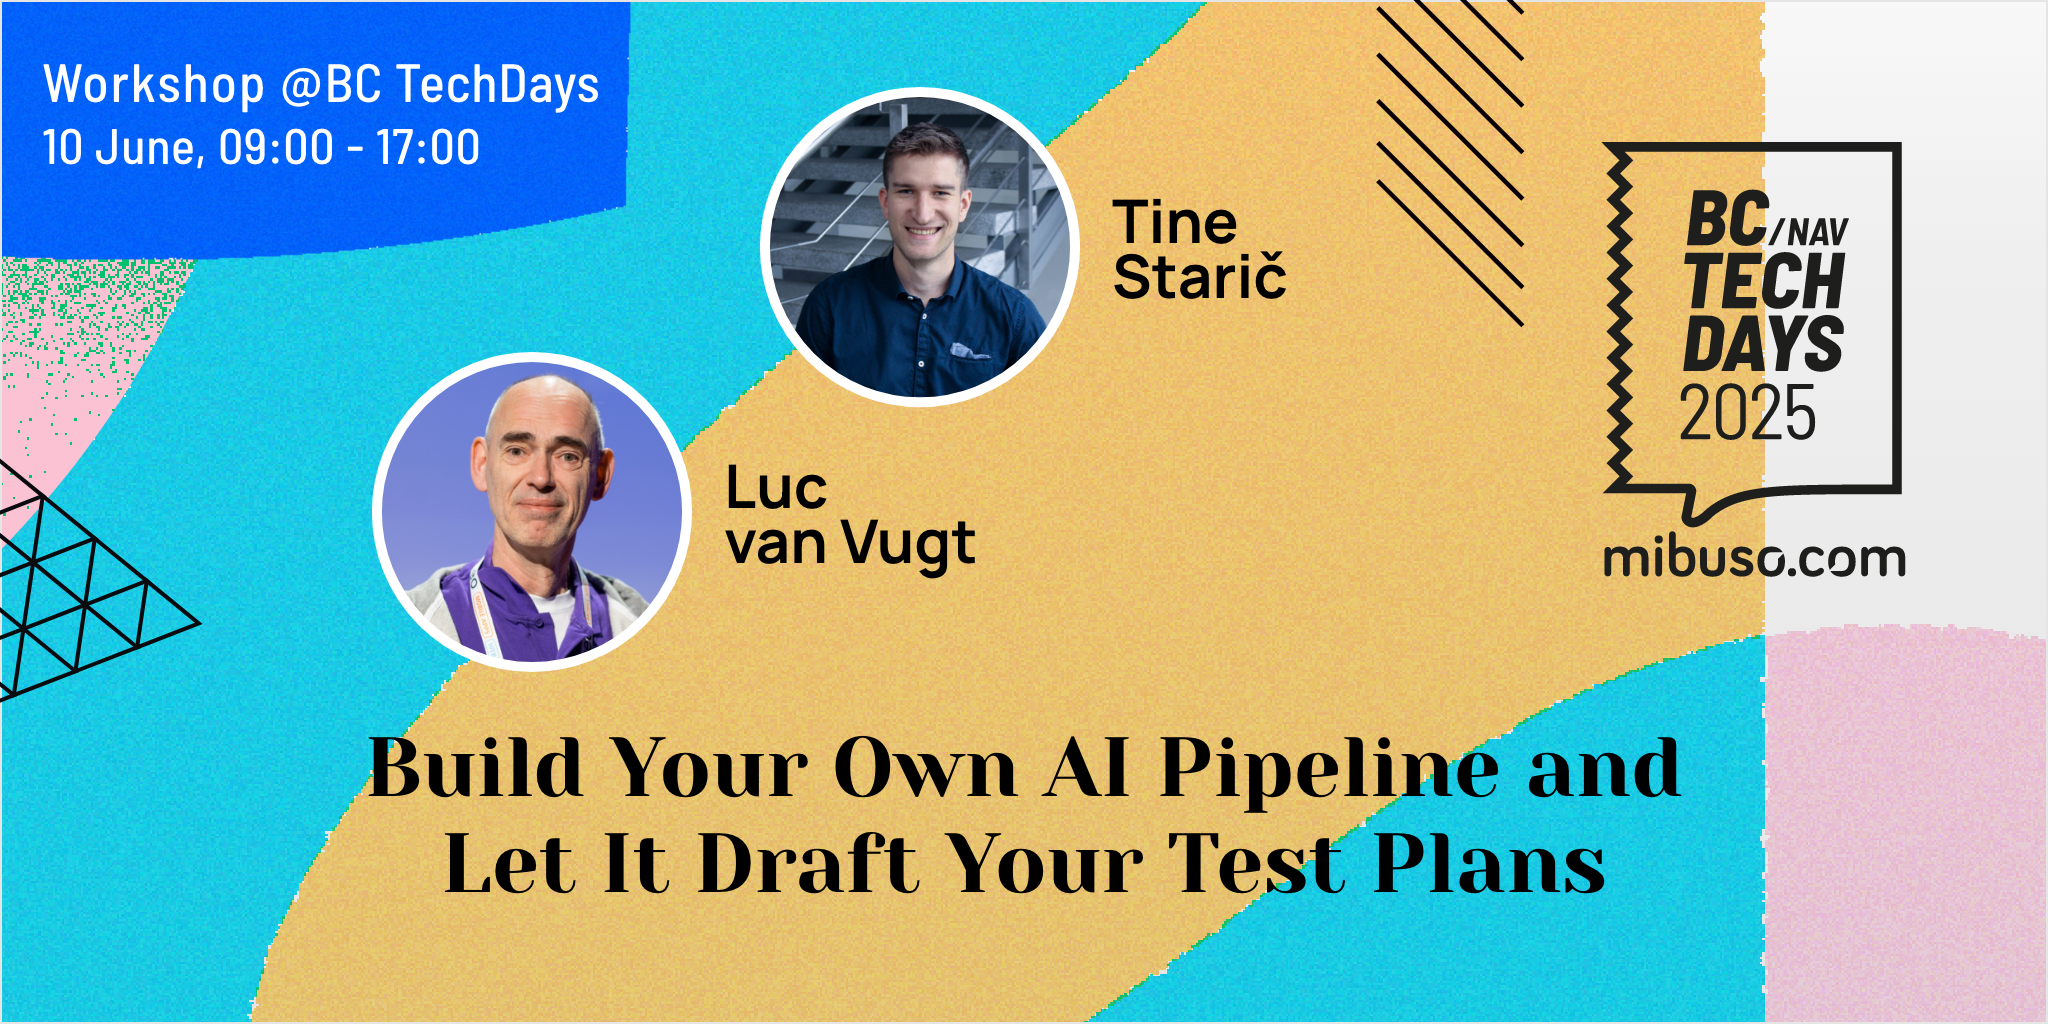 Workshop @BC TechDays
10 June, 09:00 - 17:00
Tine
Starič
Luc
van Vugt
BC/NAV
TECH
DAYS
2025
mibuso.com
Build Your Own AI Pipeline and
Let It Draft Your Test Plans